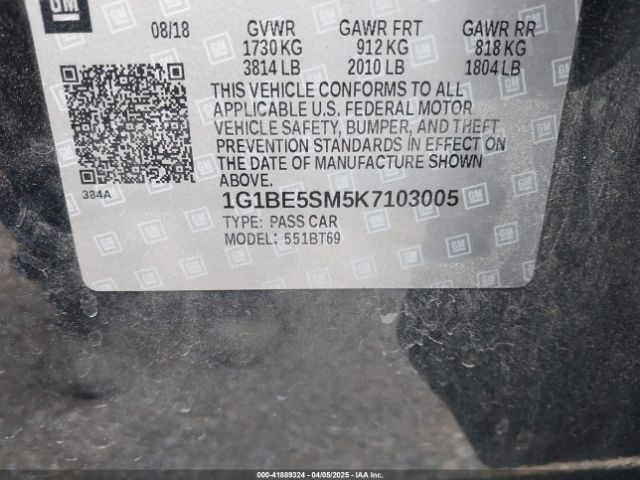 GM
08/18
GVWR GAWR FRT GAWR RR
1730 KG 912 KG 818 KG
3814 LB 2010 LB 1804 LB
THIS VEHICLE CONFORMS TO ALL
APPLICABLE U.S. FEDERAL MOTOR
VEHICLE SAFETY, BUMPER, AND THEFT
PREVENTION STANDARDS IN EFFECT ON
THE DATE OF MANUFACTURE SHOWN
ABOVE.
384A
1G1BE5SM5K7103005
TYPE: PASS CAR
MODEL: 551BT69
000-41889324 | 04/05/2025 - IAA Inc.